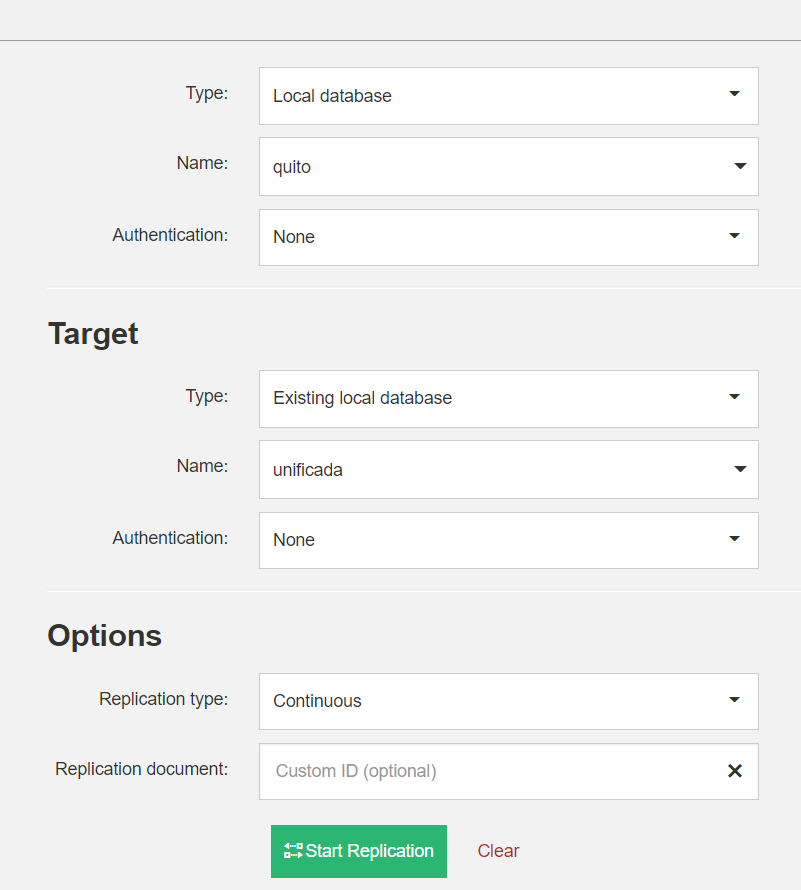 Type: Local database
Name: quito
Authentication: None
Target
Type: Existing local database
Name: unificada
Authentication: None
Options
Replication type: Continuous
Replication document: Custom ID (optional)
Start Replication Clear